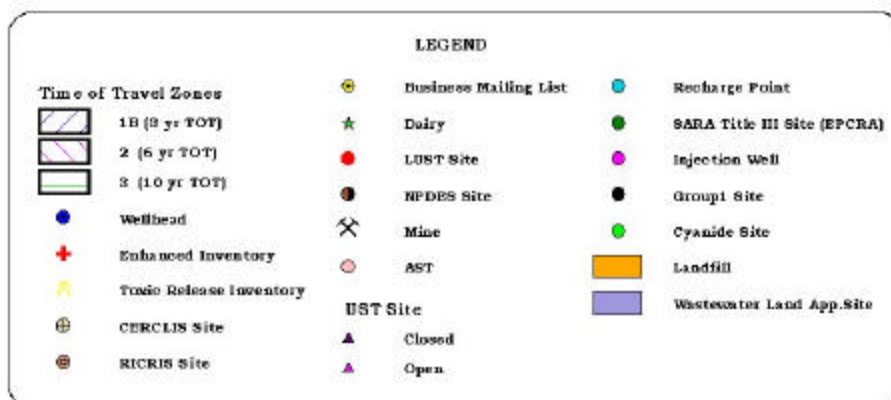 LEGEND
Time of Travel Zones
1B (3 yr TOT)
2 (6 yr TOT)
3 (10 yr TOT)
Wellhead
Enhanced Inventory
Toxic Release Inventory
CERCLIS Site
RICRIS Site
Business Mailing List
Dairy
LUST Site
NPDES Site
Mine
AST
UST Site
Closed
Open
Recharge Point
SARA Title III Site (EPCRA)
Injection Well
Group1 Site
Cyanide Site
Landfill
Wastewater Land App.Site